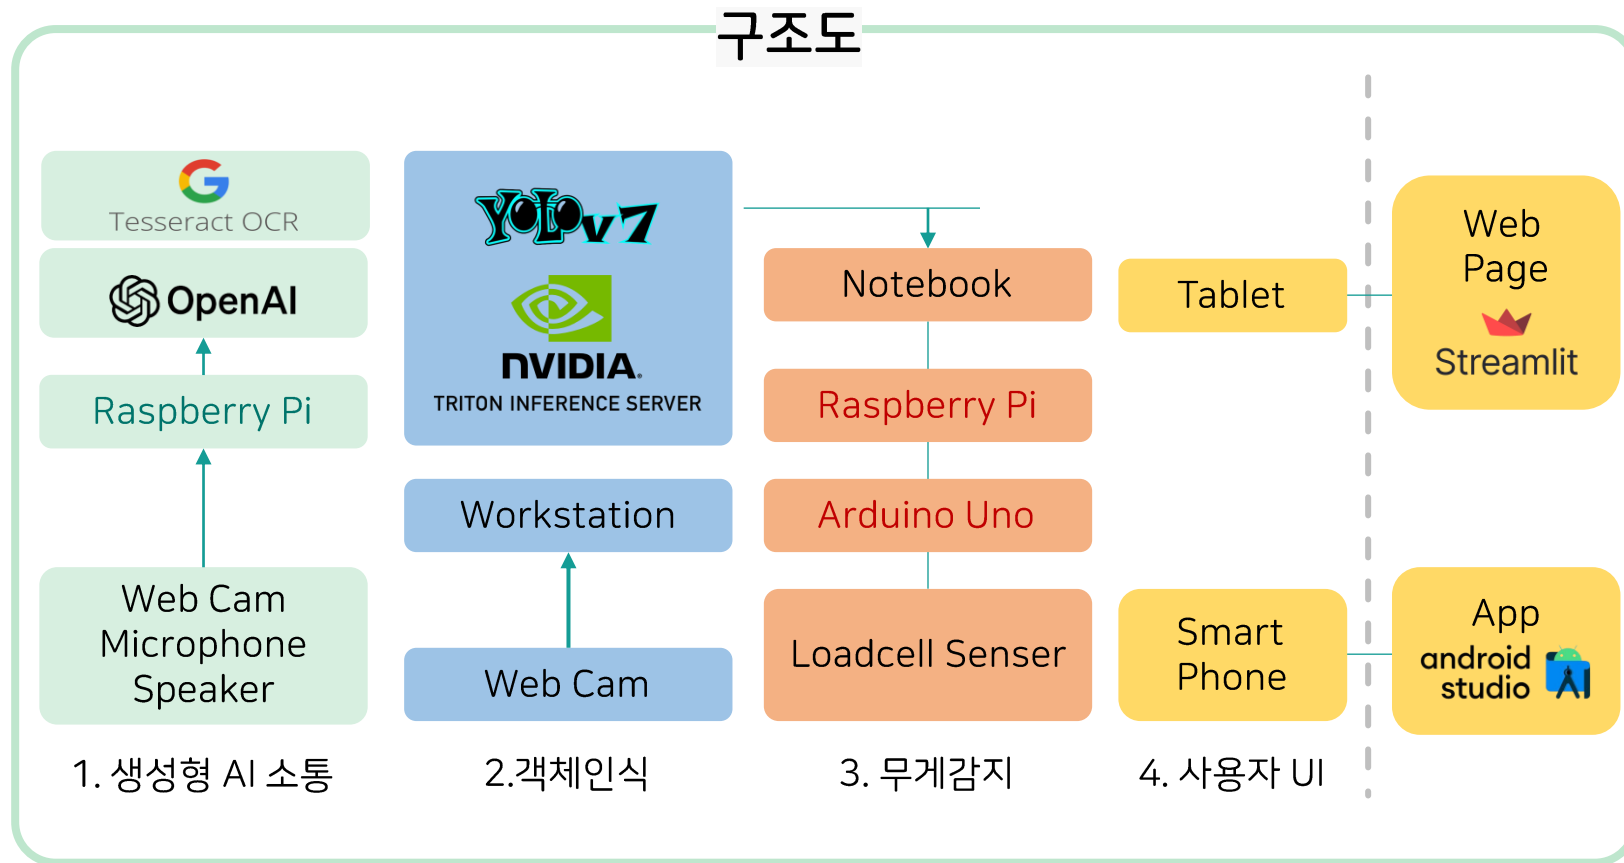 구조도
Tesseract OCR
OpenAI
Raspberry Pi
Web Cam
Microphone
Speaker
1. 생성형 AI 소통
YOLOv7
NVIDIA.
TRITON INFERENCE SERVER
Workstation
Web Cam
2.객체인식
Notebook
Raspberry Pi
Arduino Uno
Loadcell Senser
3. 무게감지
Tablet
Smart
Phone
4. 사용자 UI
Web
Page
Streamlit
App
android
studio